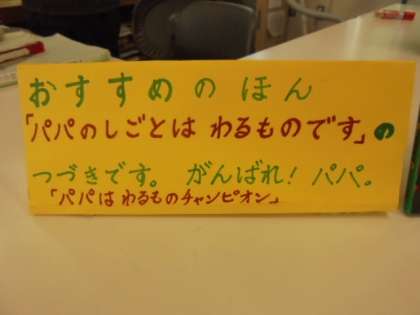 おすすめのほん
「パパのしごとは わるものです」の
つづきです。 がんばれ! パパ。
「パパは わるものチャンピオン」